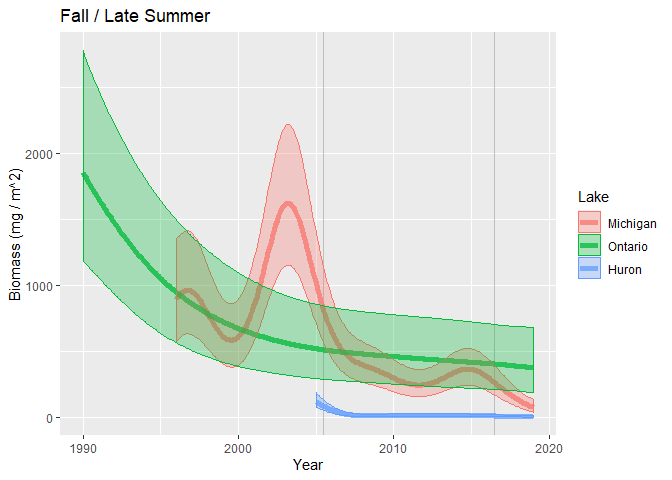 Fall / Late Summer
Biomass (mg / m^2)
2000
1000
0
1990
2000
2010
2020
Year
Lake
Michigan
Ontario
Huron